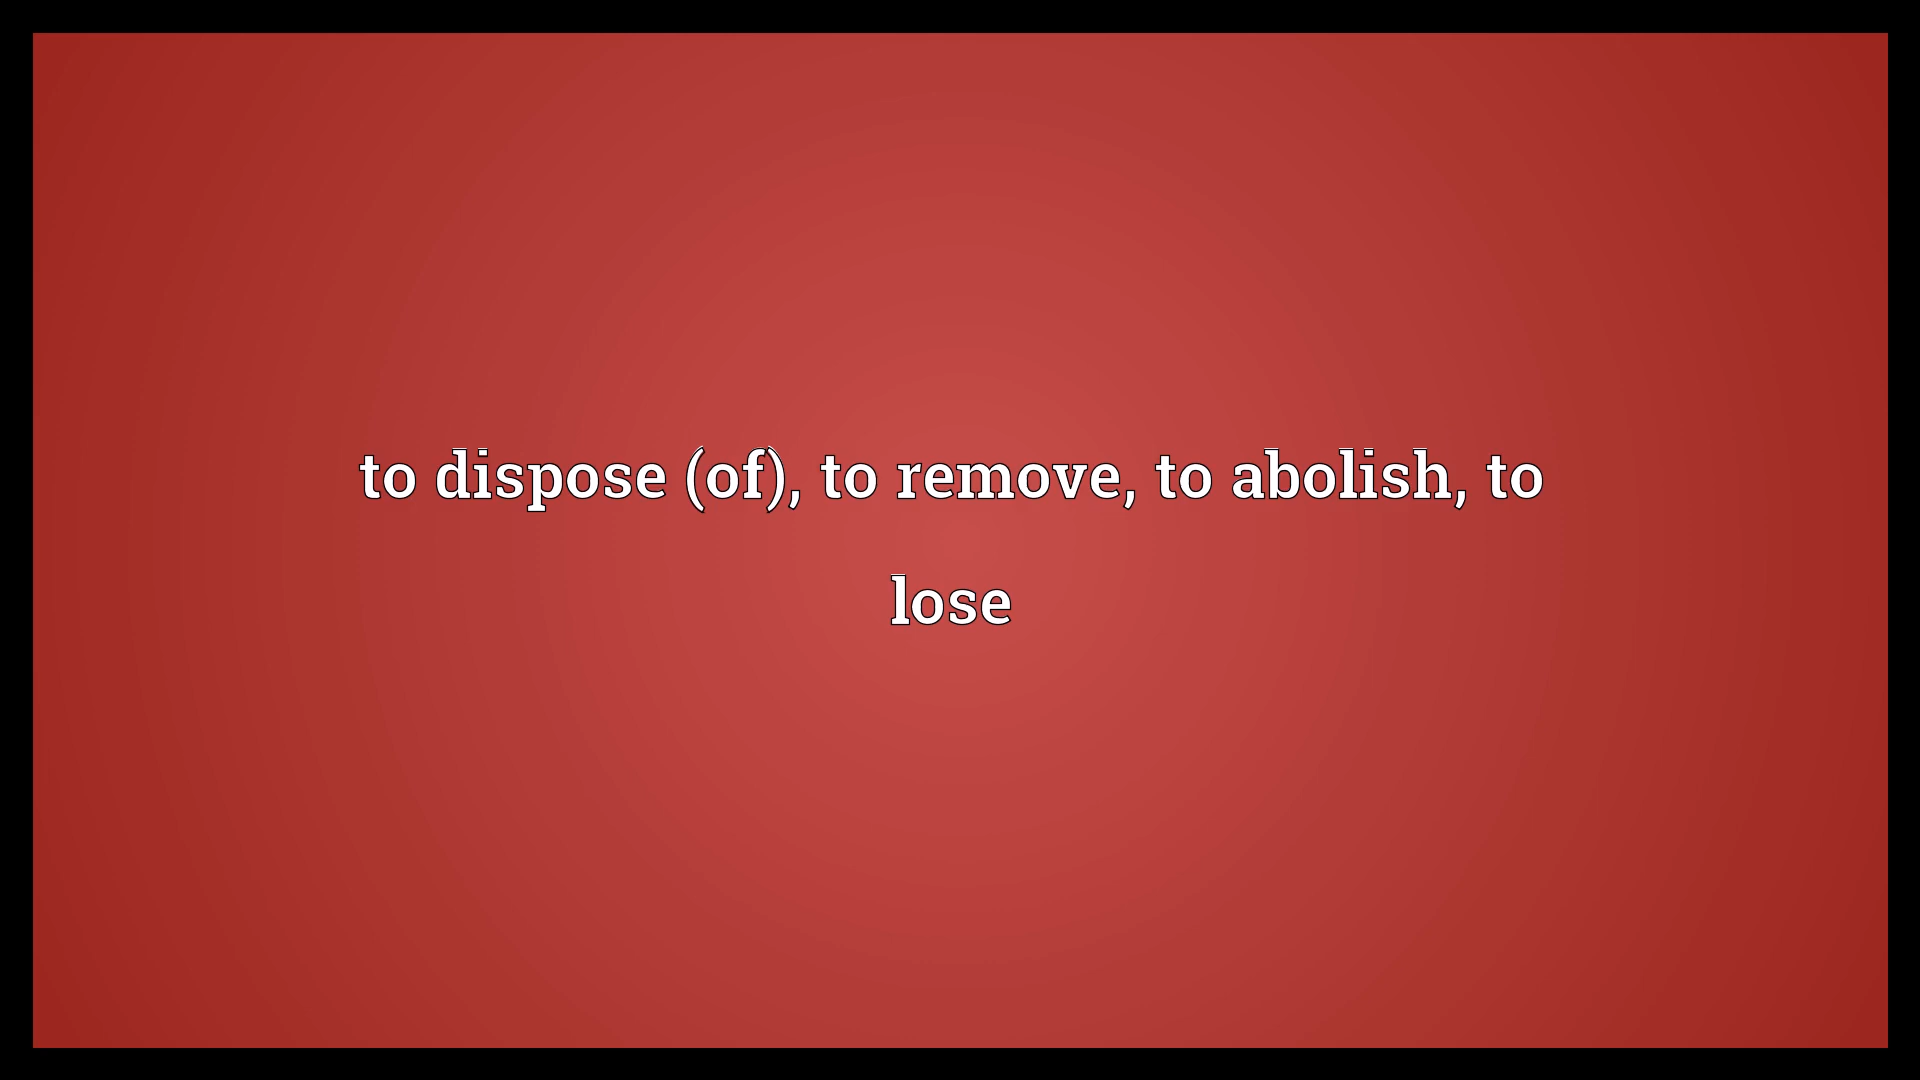 to dispose (of), to remove, to abolish, to
lose